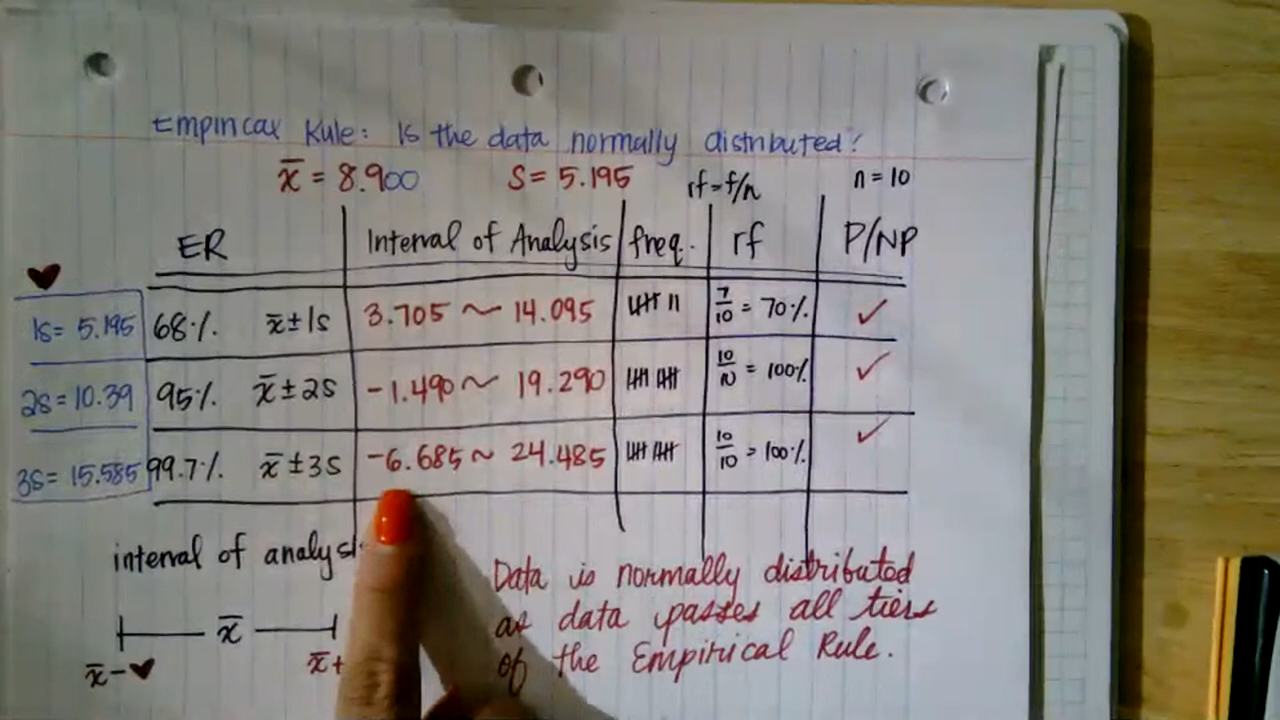 Empirical Rule: Is the data normally distributed?
x̄ = 8.900 S = 5.195 rf = f/n n = 10
ER Interval of Analysis freq. rf P/NP
1s = 5.195 68% x̄ ± 1s 3.705 ~ 14.095 7/10 = 70% ✓
2s = 10.39 95% x̄ ± 2s -1.490 ~ 19.290 10/10 = 100% ✓
3s = 15.585 99.7% x̄ ± 3s -6.685 ~ 24.485 10/10 = 100% ✓
interval of analysis
x̄
x̄ - ♥ x̄ +
Data is normally distributed
as data passes all tiers
of the Empirical Rule.